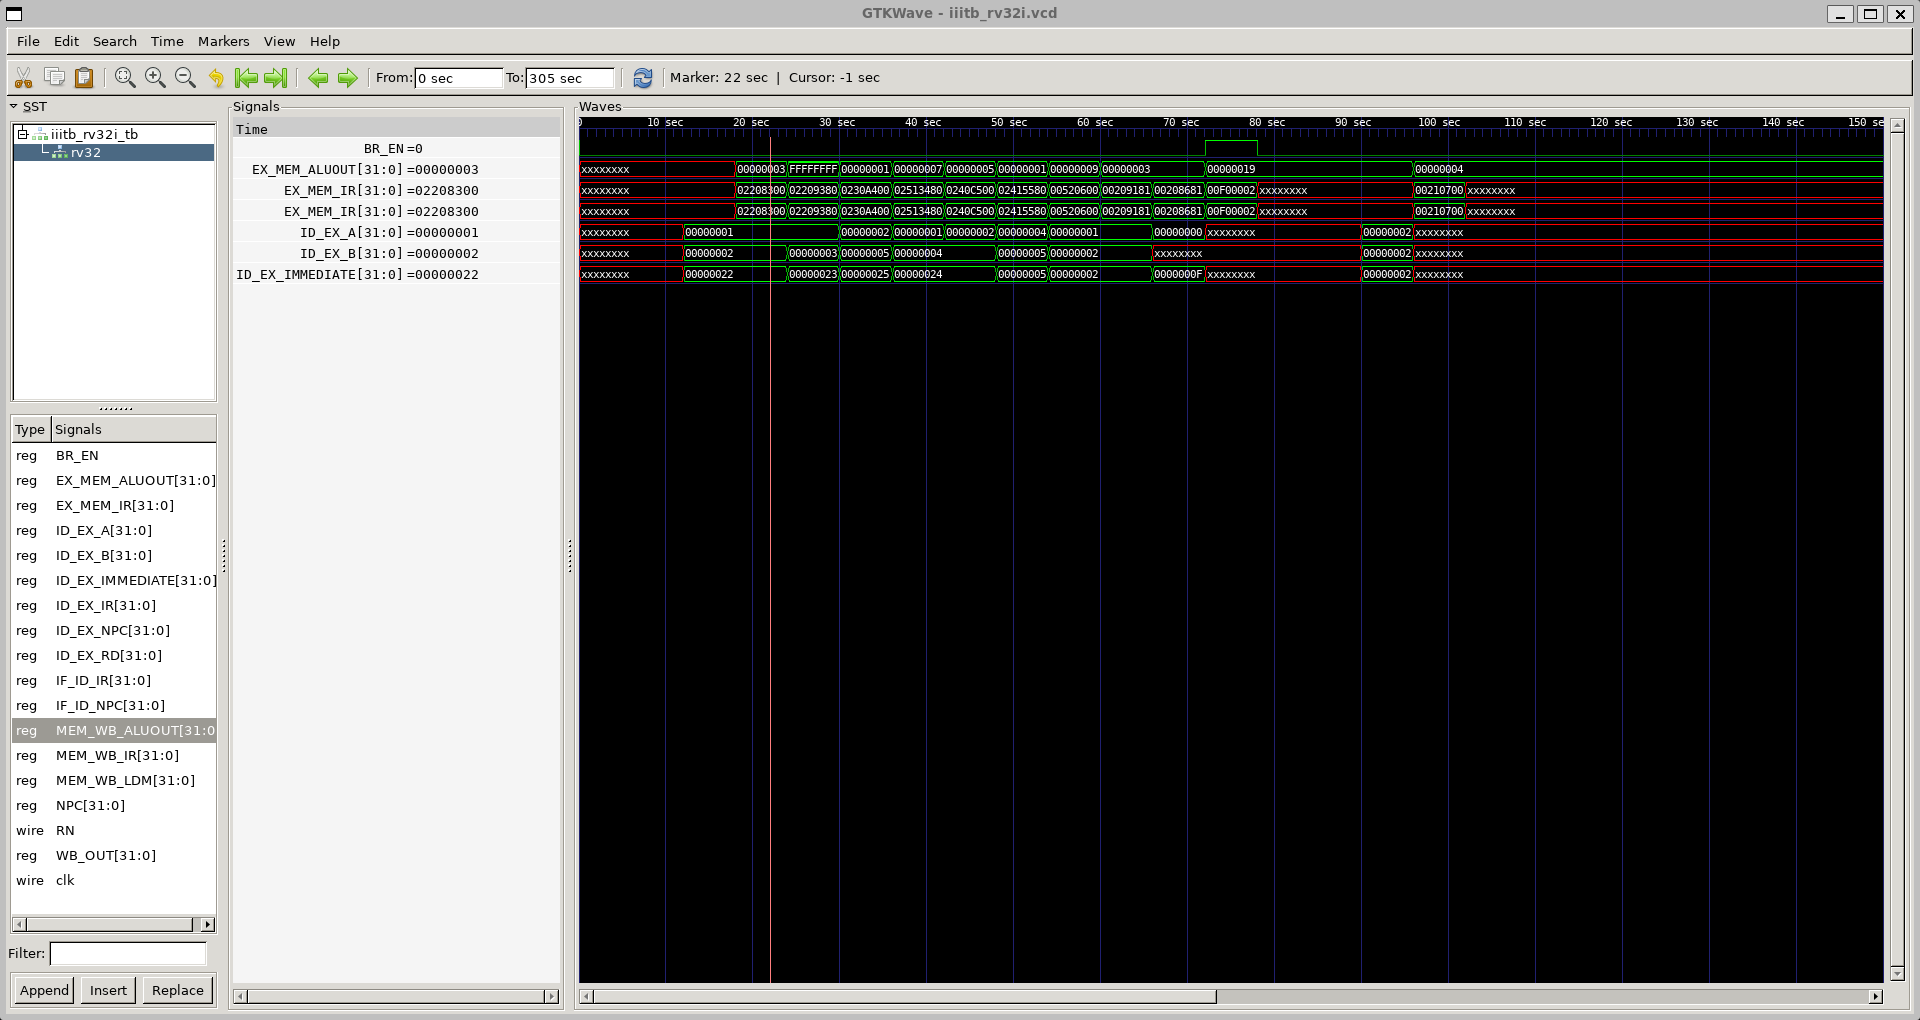 GTKWave - iiitb_rv32i.vcd
File Edit Search Time Markers View Help
From: 0 sec To: 305 sec Marker: 22 sec | Cursor: -1 sec
SST
iiitb_rv32i_tb
rv32
Type Signals
reg BR_EN
reg EX_MEM_ALUOUT[31:0]
reg EX_MEM_IR[31:0]
reg ID_EX_A[31:0]
reg ID_EX_B[31:0]
reg ID_EX_IMMEDIATE[31:0]
reg ID_EX_IR[31:0]
reg ID_EX_NPC[31:0]
reg ID_EX_RD[31:0]
reg IF_ID_IR[31:0]
reg IF_ID_NPC[31:0]
reg MEM_WB_ALUOUT[31:0
reg MEM_WB_IR[31:0]
reg MEM_WB_LDM[31:0]
reg NPC[31:0]
wire RN
reg WB_OUT[31:0]
wire clk
Filter:
Append Insert Replace
Signals
Time
BR_EN =0
EX_MEM_ALUOUT[31:0] =00000003
EX_MEM_IR[31:0] =02208300
EX_MEM_IR[31:0] =02208300
ID_EX_A[31:0] =00000001
ID_EX_B[31:0] =00000002
ID_EX_IMMEDIATE[31:0] =00000022
Waves
0 10 sec 20 sec 30 sec 40 sec 50 sec 60 sec 70 sec 80 sec 90 sec 100 sec 110 sec 120 sec 130 sec 140 sec 150 se
xxxxxxxx 00000003 FFFFFFFF 00000001 00000007 00000005 00000001 00000009 00000003 00000019 00000004
xxxxxxxx 02208300 02209380 0230A400 02513480 0240C500 02415580 00520600 00209181 00208681 00F00002 xxxxxxxx 00210700 xxxxxxxx
xxxxxxxx 02208300 02209380 0230A400 02513480 0240C500 02415580 00520600 00209181 00208681 00F00002 xxxxxxxx 00210700 xxxxxxxx
xxxxxxxx 00000001 00000002 00000001 00000002 00000004 00000001 00000000 xxxxxxxx 00000002 xxxxxxxx
xxxxxxxx 00000002 00000003 00000005 00000004 00000005 00000002 xxxxxxxx 00000002 xxxxxxxx
xxxxxxxx 00000022 00000023 00000025 00000024 00000005 00000002 0000000F xxxxxxxx 00000002 xxxxxxxx